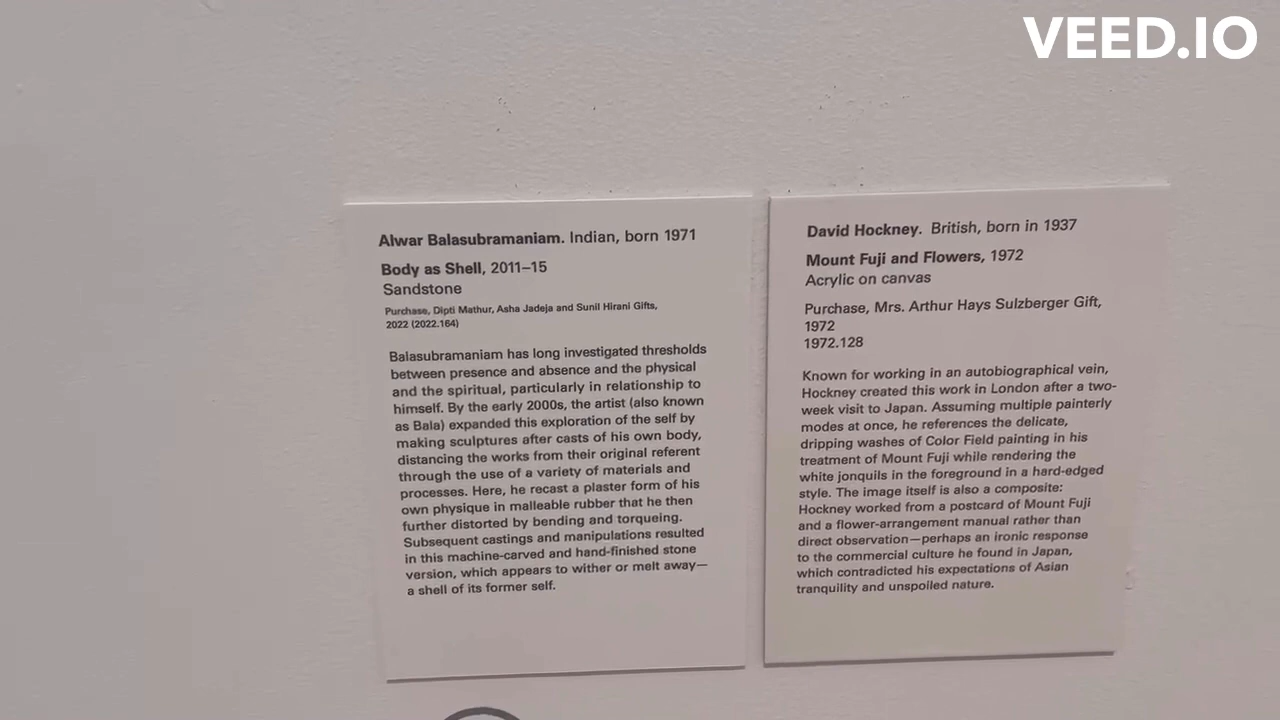 VEED.IO
Alwar Balasubramaniam. Indian, born 1971
Body as Shell, 2011–15
Sandstone
Purchase, Dipti Mathur, Asha Jadeja and Sunil Hirani Gifts,
2022 (2022.164)
Balasubramaniam has long investigated thresholds
between presence and absence and the physical
and the spiritual, particularly in relationship to
himself. By the early 2000s, the artist (also known
as Bala) expanded this exploration of the self by
making sculptures after casts of his own body,
distancing the works from their original referent
through the use of a variety of materials and
processes. Here, he recast a plaster form of his
own physique in malleable rubber that he then
further distorted by bending and torqueing.
Subsequent castings and manipulations resulted
in this machine-carved and hand-finished stone
version, which appears to wither or melt away—
a shell of its former self.
David Hockney. British, born in 1937
Mount Fuji and Flowers, 1972
Acrylic on canvas
Purchase, Mrs. Arthur Hays Sulzberger Gift,
1972
1972.128
Known for working in an autobiographical vein,
Hockney created this work in London after a two-
week visit to Japan. Assuming multiple painterly
modes at once, he references the delicate,
dripping washes of Color Field painting in his
treatment of Mount Fuji while rendering the
white jonquils in the foreground in a hard-edged
style. The image itself is also a composite:
Hockney worked from a postcard of Mount Fuji
and a flower-arrangement manual rather than
direct observation—perhaps an ironic response
to the commercial culture he found in Japan,
which contradicted his expectations of Asian
tranquility and unspoiled nature.